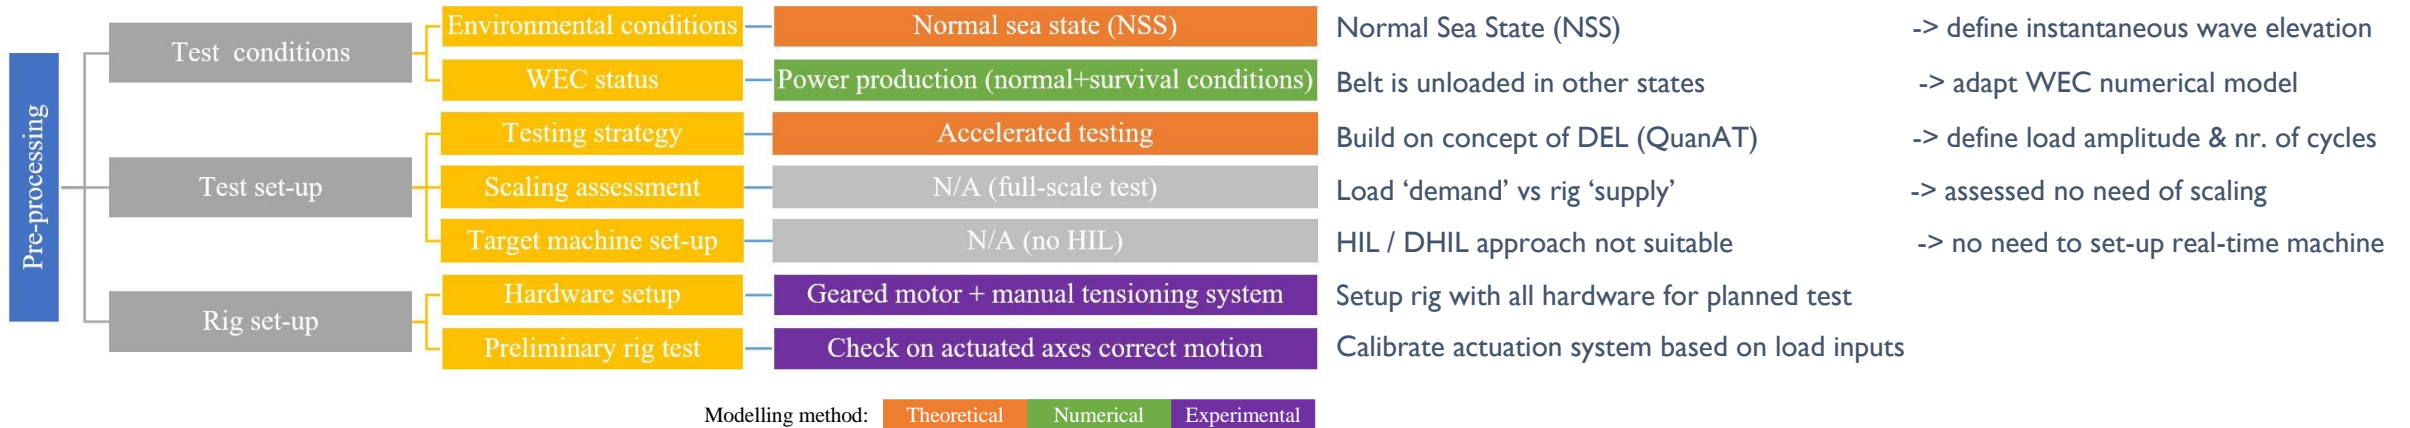 Pre-processing
Test conditions
Environmental conditions
Normal sea state (NSS)
Normal Sea State (NSS)
-> define instantaneous wave elevation
WEC status
Power production (normal+survival conditions)
Belt is unloaded in other states
-> adapt WEC numerical model
Test set-up
Testing strategy
Accelerated testing
Build on concept of DEL (QuanAT)
-> define load amplitude & nr. of cycles
Scaling assessment
N/A (full-scale test)
Load ‘demand’ vs rig ‘supply’
-> assessed no need of scaling
Target machine set-up
N/A (no HIL)
HIL / DHIL approach not suitable
-> no need to set-up real-time machine
Rig set-up
Hardware setup
Geared motor + manual tensioning system
Setup rig with all hardware for planned test
Preliminary rig test
Check on actuated axes correct motion
Calibrate actuation system based on load inputs
Modelling method:
Theoretical
Numerical
Experimental